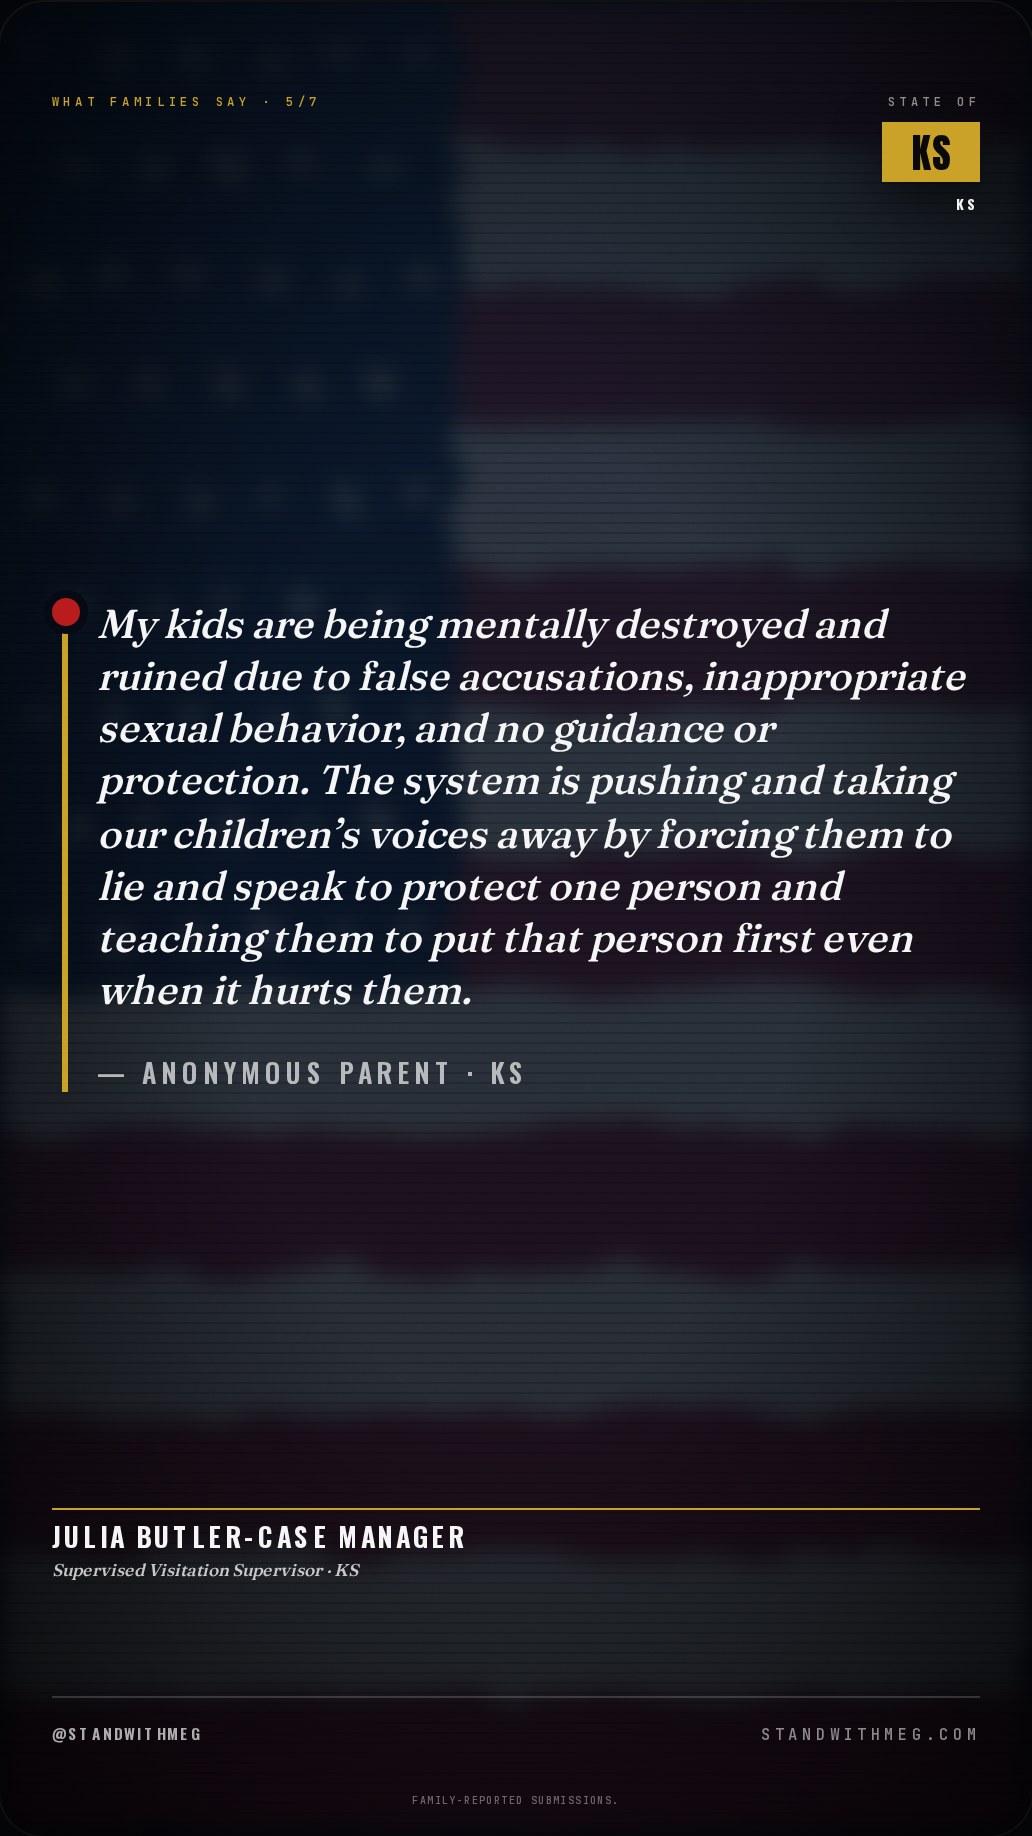 WHAT FAMILIES SAY · 5/7
STATE OF
KS
KS
My kids are being mentally destroyed and
ruined due to false accusations, inappropriate
sexual behavior, and no guidance or
protection. The system is pushing and taking
our children’s voices away by forcing them to
lie and speak to protect one person and
teaching them to put that person first even
when it hurts them.
— ANONYMOUS PARENT · KS
JULIA BUTLER-CASE MANAGER
Supervised Visitation Supervisor · KS
@STANDWITHMEG
STANDWITHMEG.COM
FAMILY-REPORTED SUBMISSIONS.